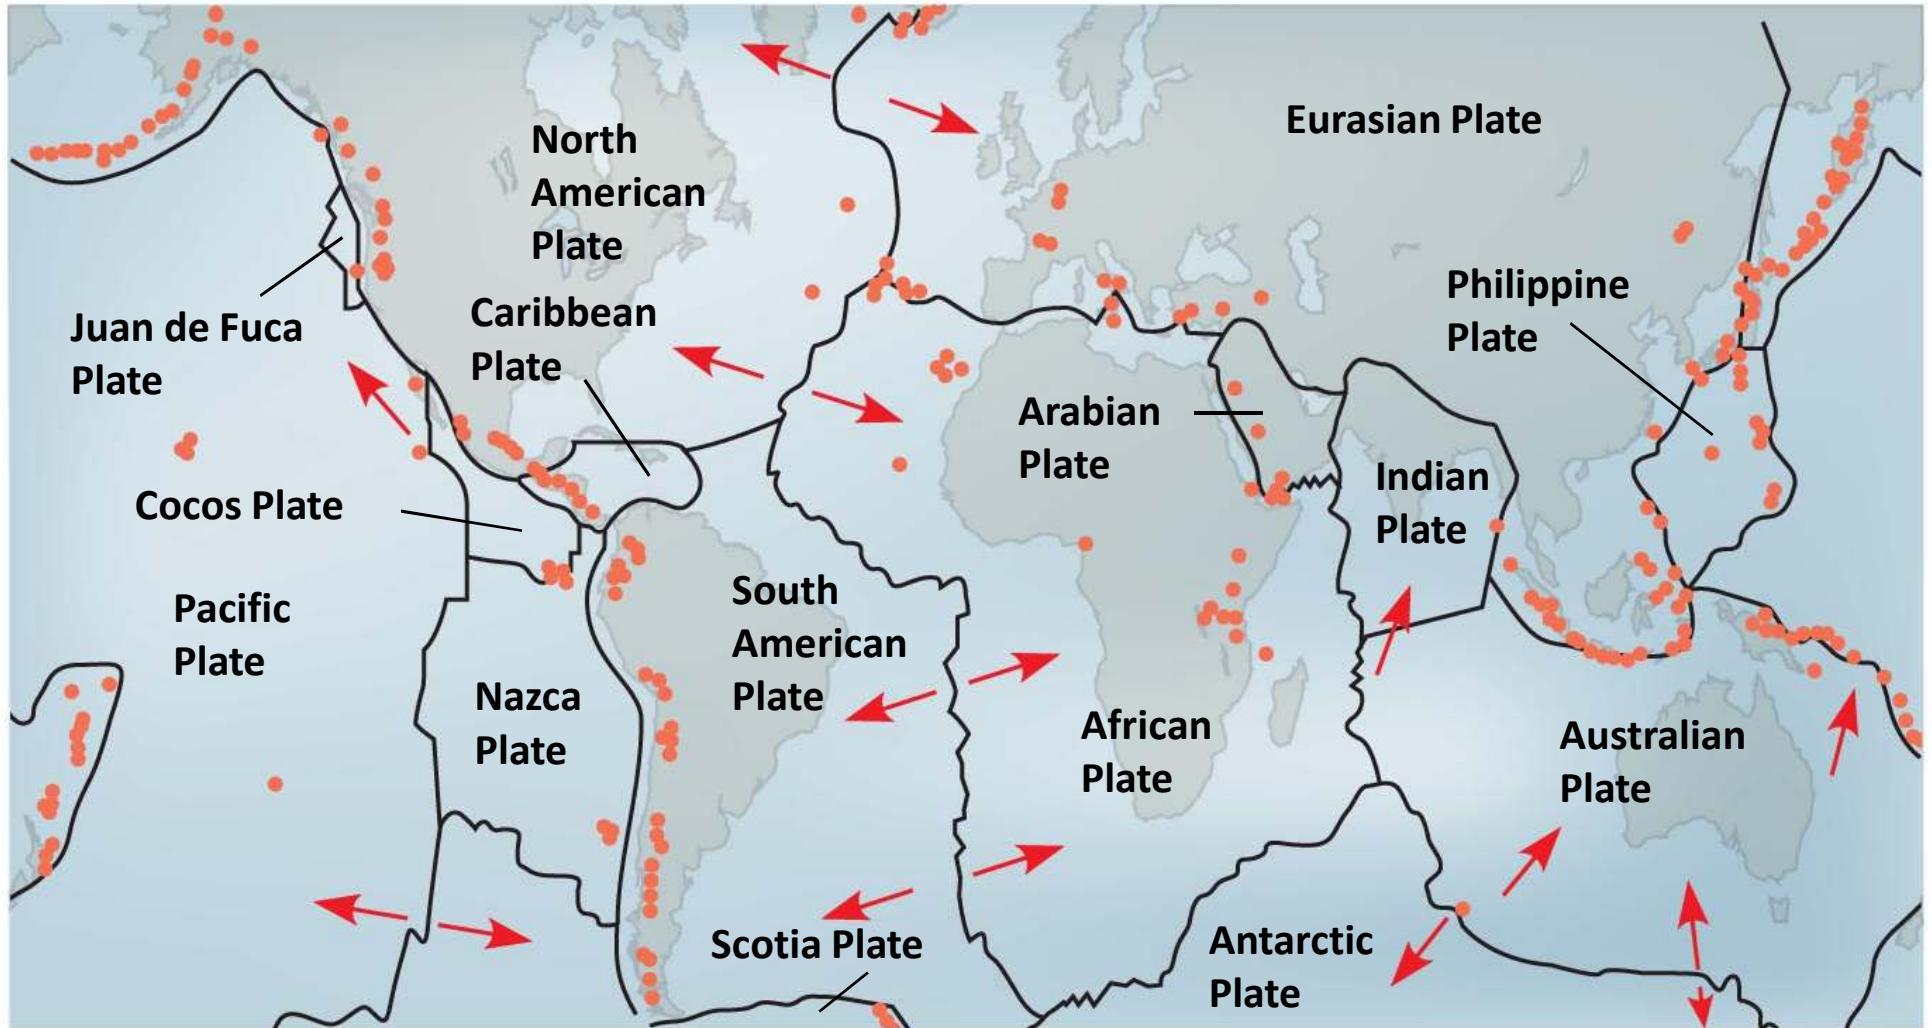 North
American
Plate
Eurasian Plate
Juan de Fuca
Plate
Caribbean
Plate
Philippine
Plate
Arabian
Plate
Indian
Plate
Cocos Plate
Pacific
Plate
South
American
Plate
Nazca
Plate
African
Plate
Australian
Plate
Scotia Plate
Antarctic
Plate